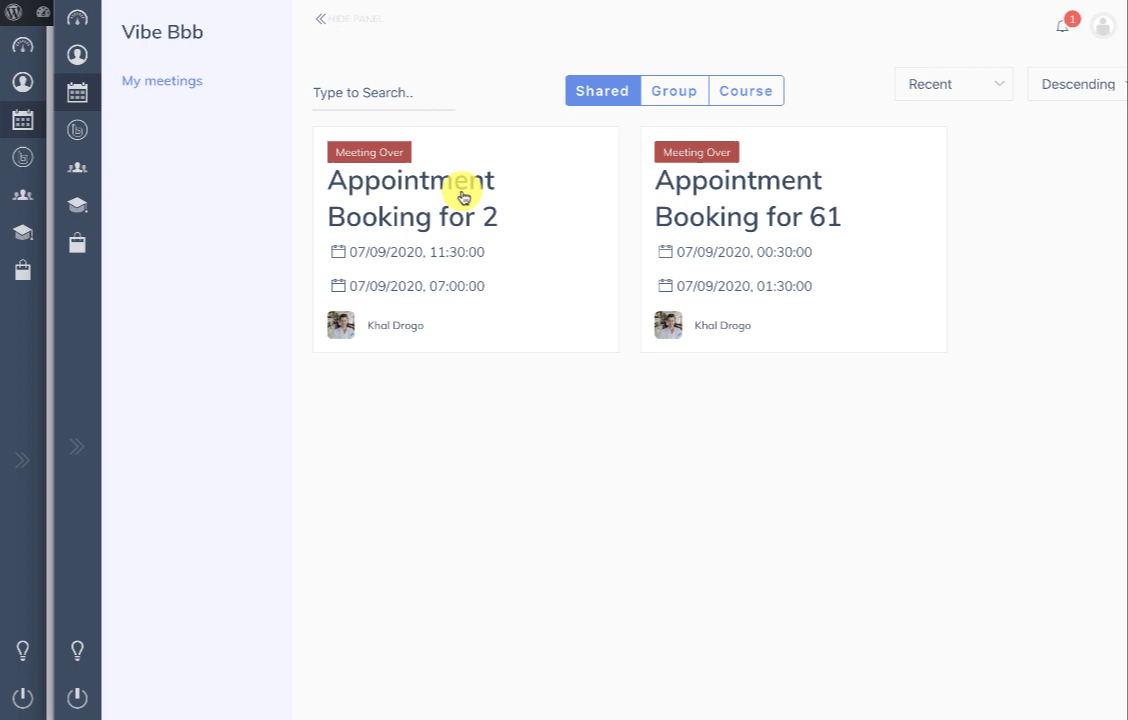 Vibe Bbb
My meetings
HIDE PANEL
1
Type to Search..
Shared
Group
Course
Recent
Descending
Meeting Over
Appointment
Booking for 2
07/09/2020, 11:30:00
07/09/2020, 07:00:00
Khal Drogo
Meeting Over
Appointment
Booking for 61
07/09/2020, 00:30:00
07/09/2020, 01:30:00
Khal Drogo